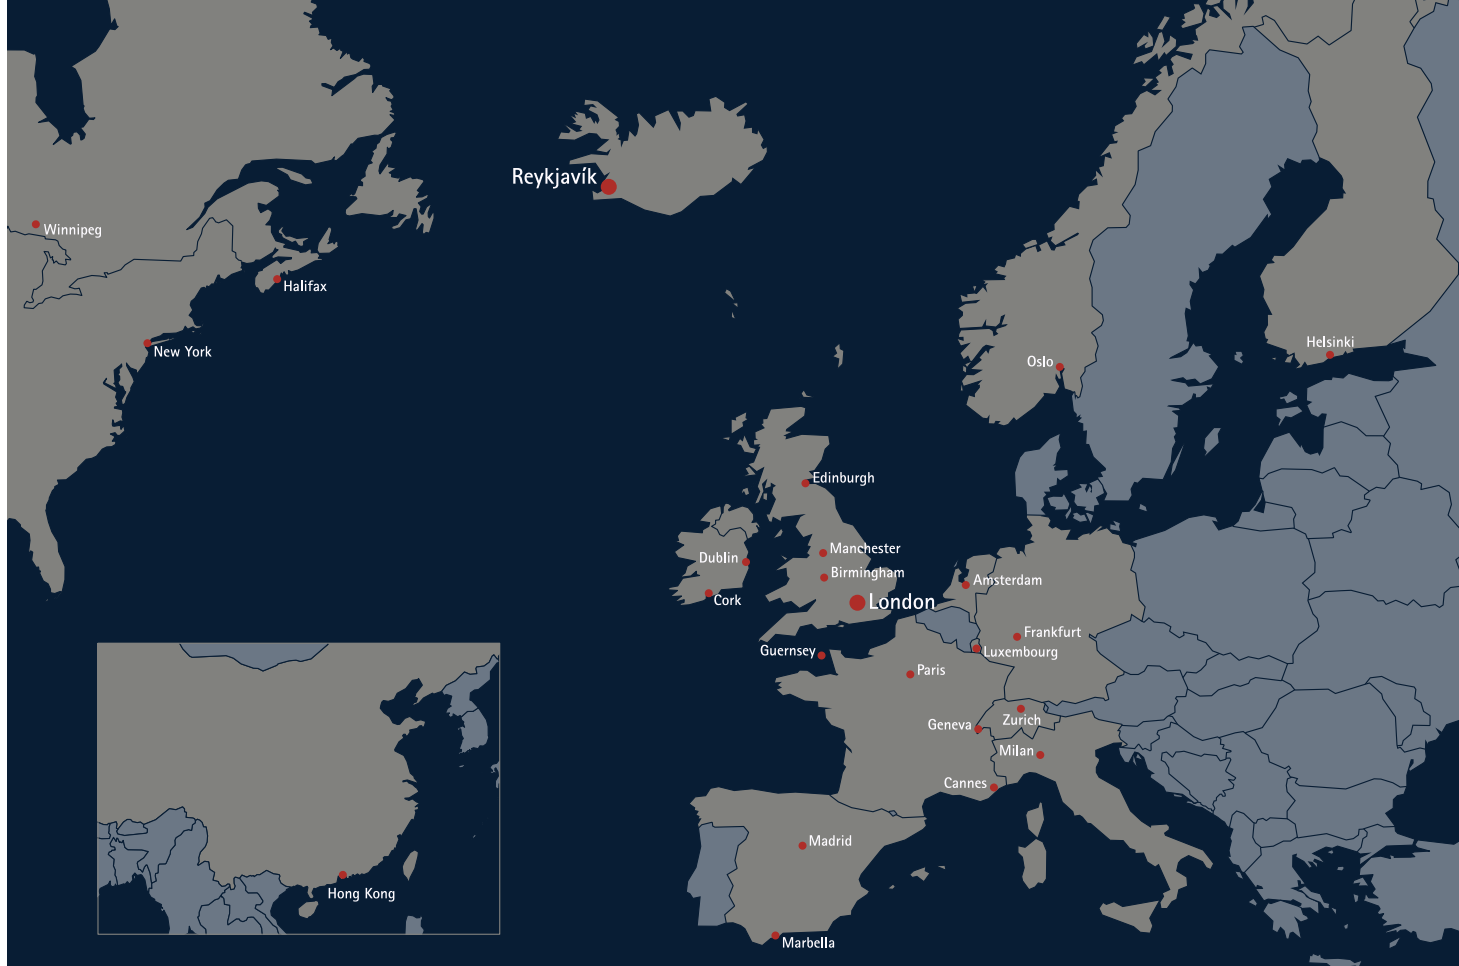 Reykjavík
Winnipeg
Halifax
New York
Oslo
Helsinki
Edinburgh
Manchester
Dublin
Birmingham
Amsterdam
Cork
London
Frankfurt
Guernsey
Luxembourg
Paris
Geneva
Zurich
Milan
Cannes
Madrid
Hong Kong
Marbella